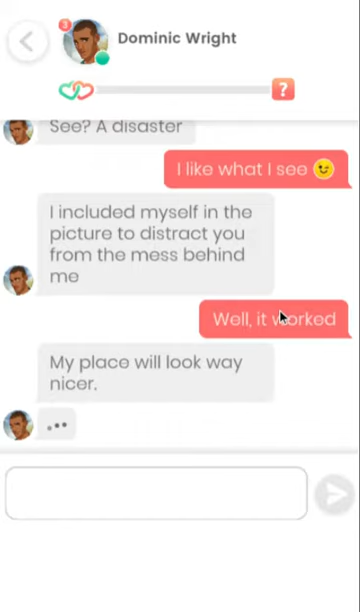 3
Dominic Wright
?
See? A disaster
I like what I see 😉
I included myself in the
picture to distract you
from the mess behind
me
Well, it worked
My place will look way
nicer.